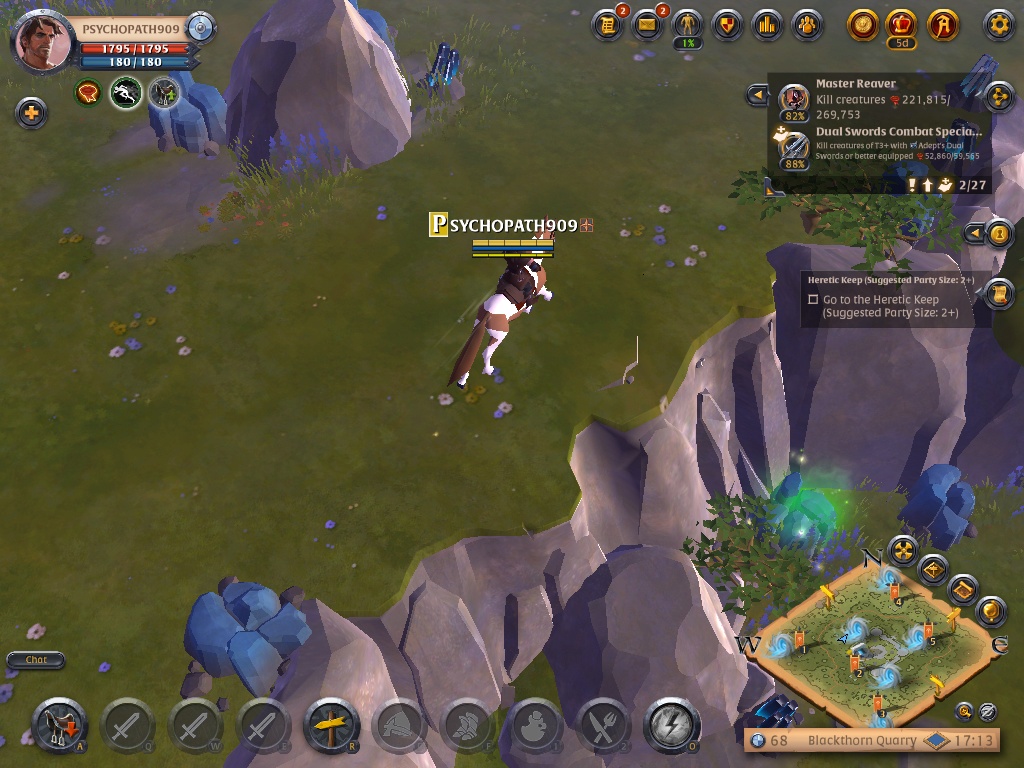 PSYCHOPATH909
1795 / 1795
180 / 180
2
2
1%
5d
Master Reaver
Kill creatures 221,815/
269,753
82%
Dual Swords Combat Specia...
Kill creatures of T3+ with Adept's Dual
Swords or better equipped 52,860/59,565
88%
2/27
PSYCHOPATH909
Heretic Keep (Suggested Party Size: 2+)
Go to the Heretic Keep
(Suggested Party Size: 2+)
N
W
E
4
1
5
2
3
Chat
A
Q
W
E
R
F
1
2
O
68 Blackthorn Quarry 17:13